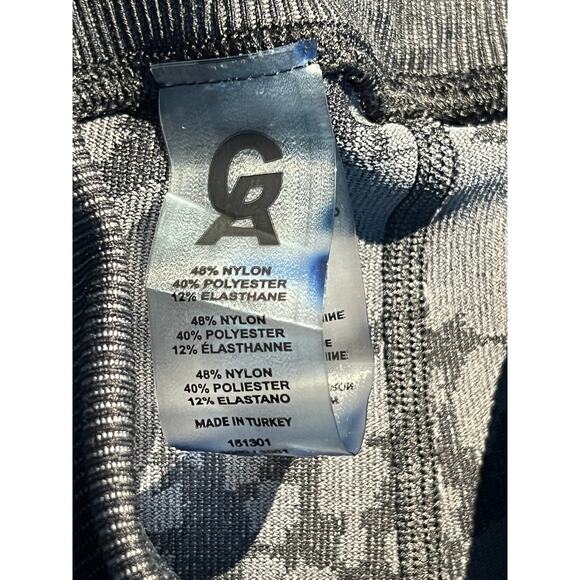 GRA
48% NYLON
40% POLYESTER
12% ELASTHANE
48% NYLON
40% POLYESTER
12% ÉLASTHANNE
48% NYLON
40% POLIESTER
12% ELASTANO
MADE IN TURKEY
151301